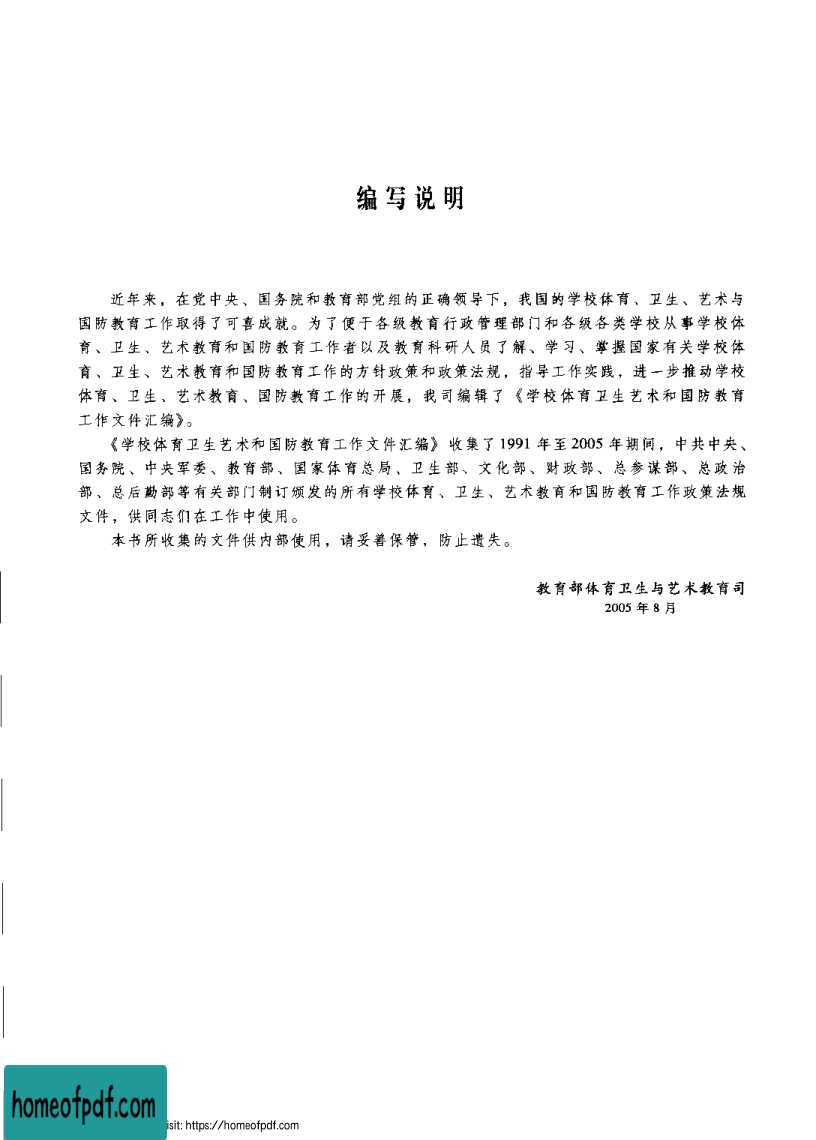 编写说明
近年来，在党中央、国务院和教育部党组的正确领导下，我国的学校体育、卫生、艺术与
国防教育工作取得了可喜成就。为了便于各级教育行政管理部门和各级各类学校从事学校体
育、卫生、艺术教育和国防教育工作者以及教育科研人员了解、学习、掌握国家有关学校体
育、卫生、艺术教育和国防教育工作的方针政策和政策法规，指导工作实践，进一步推动学校
体育、卫生、艺术教育、国防教育工作的开展，我司编辑了《学校体育卫生艺术和国防教育
工作文件汇编》。
《学校体育卫生艺术和国防教育工作文件汇编》收集了 1991 年至 2005 年期间，中共中央、
国务院、中央军委、教育部、国家体育总局、卫生部、文化部、财政部、总参谋部、总政治
部、总后勤部等有关部门制订颁发的所有学校体育、卫生、艺术教育和国防教育工作政策法规
文件，供同志们在工作中使用。
本书所收集的文件供内部使用，请妥善保管，防止遗失。
教育部体育卫生与艺术教育司
2005 年 8 月
homeofpdf.com
isit: https://homeofpdf.com